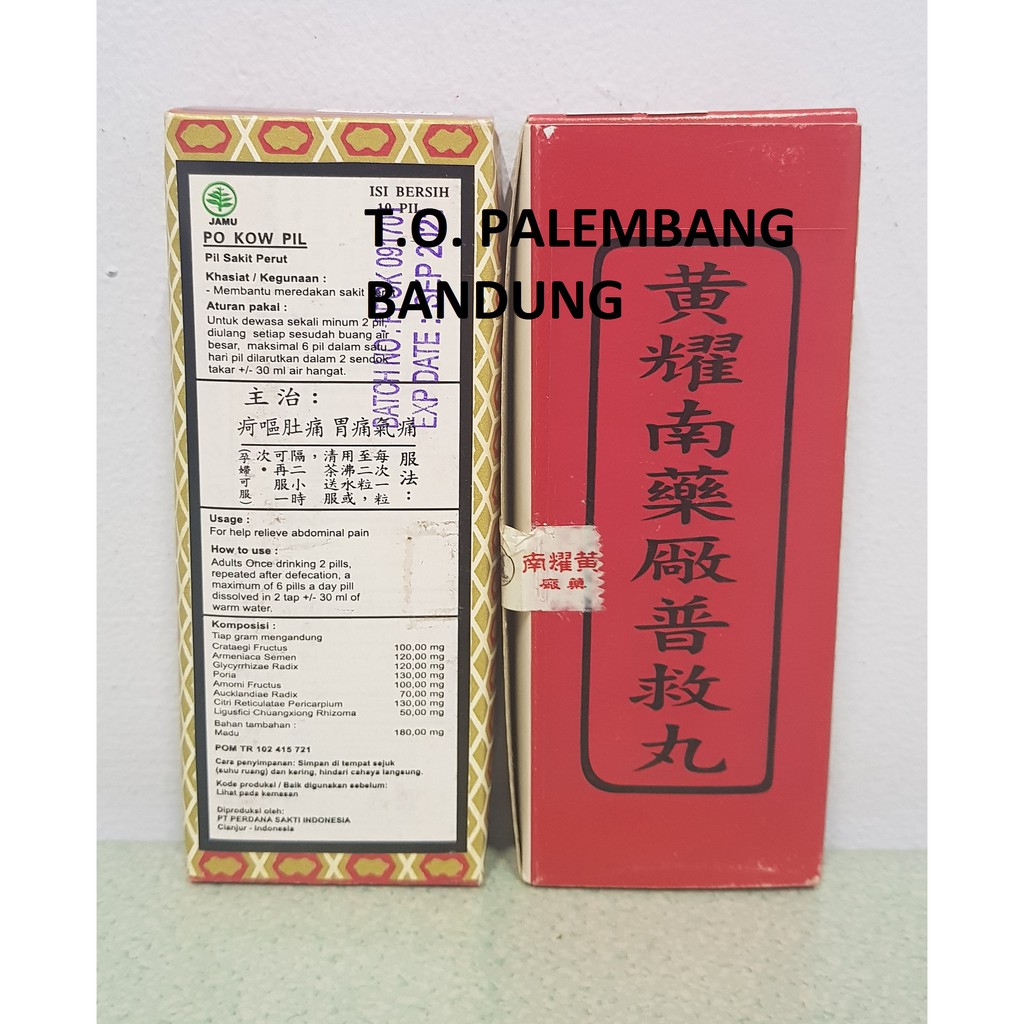 T.O. PALEMBANG
BANDUNG
JAMU
ISI BERSIH
10 PIL
PO KOW PIL
Pil Sakit Perut
Khasiat / Kegunaan :
- Membantu meredakan sakit
Aturan pakai :
Untuk dewasa sekali minum 2 pil,
diulang setiap sesudah buang air
besar, maksimal 6 pil dalam satu
hari pil dilarutkan dalam 2 sendok
takar +/- 30 ml air hangat.
BATCH NO.
EXP DATE : SEP
主治:
疴嘔肚痛 胃痛氣痛
服法:
每次一粒
至二粒,
用沸水或
清茶送服
,
隔二小時
可再服一
次。
(孕婦可服)
Usage :
For help relieve abdominal pain
How to use :
Adults Once drinking 2 pills,
repeated after defecation, a
maximum of 6 pills a day pill
dissolved in 2 tap +/- 30 ml of
warm water.
Komposisi :
Tiap gram mengandung
Crataegi Fructus 100,00 mg
Armeniaca Semen 120,00 mg
Glycyrrhizae Radix 120,00 mg
Poria 130,00 mg
Amomi Fructus 100,00 mg
Aucklandiae Radix 70,00 mg
Citri Reticulatae Pericarpium 130,00 mg
Ligusfici Chuangxiong Rhizoma 50,00 mg
Bahan tambahan :
Madu 180,00 mg
POM TR 102 415 721
Cara penyimpanan: Simpan di tempat sejuk
(suhu ruang) dan kering, hindari cahaya langsung.
Kode produksi / Baik digunakan sebelum:
Lihat pada kemasan
Diproduksi oleh:
PT PERDANA SAKTI INDONESIA
Cianjur - Indonesia
南耀黃
廠藥
黃耀南藥廠普救丸